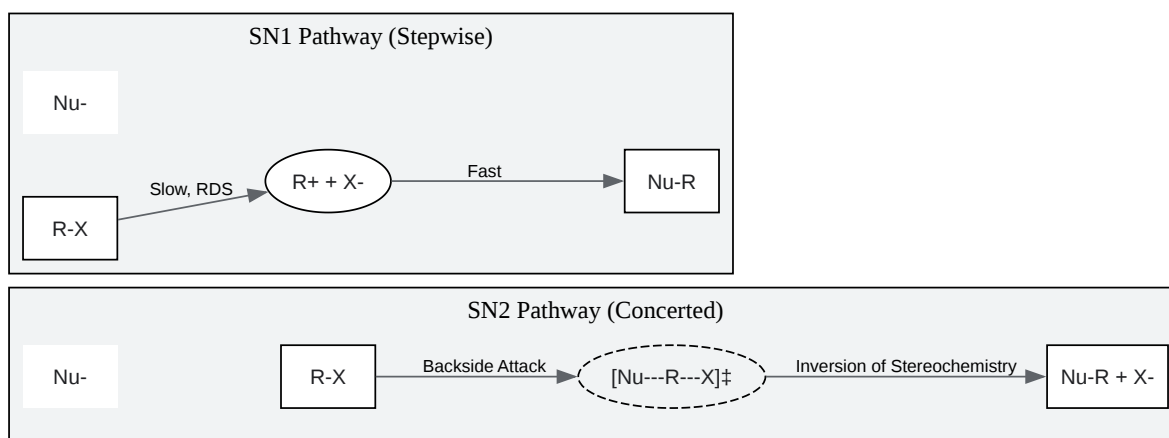 SN1 Pathway (Stepwise)
Nu-
Slow, RDS
R+ + X-
Fast
Nu-R
R-X
SN2 Pathway (Concerted)
Nu-
R-X
Backside Attack
[Nu---R---X]‡
Inversion of Stereochemistry
Nu-R + X-